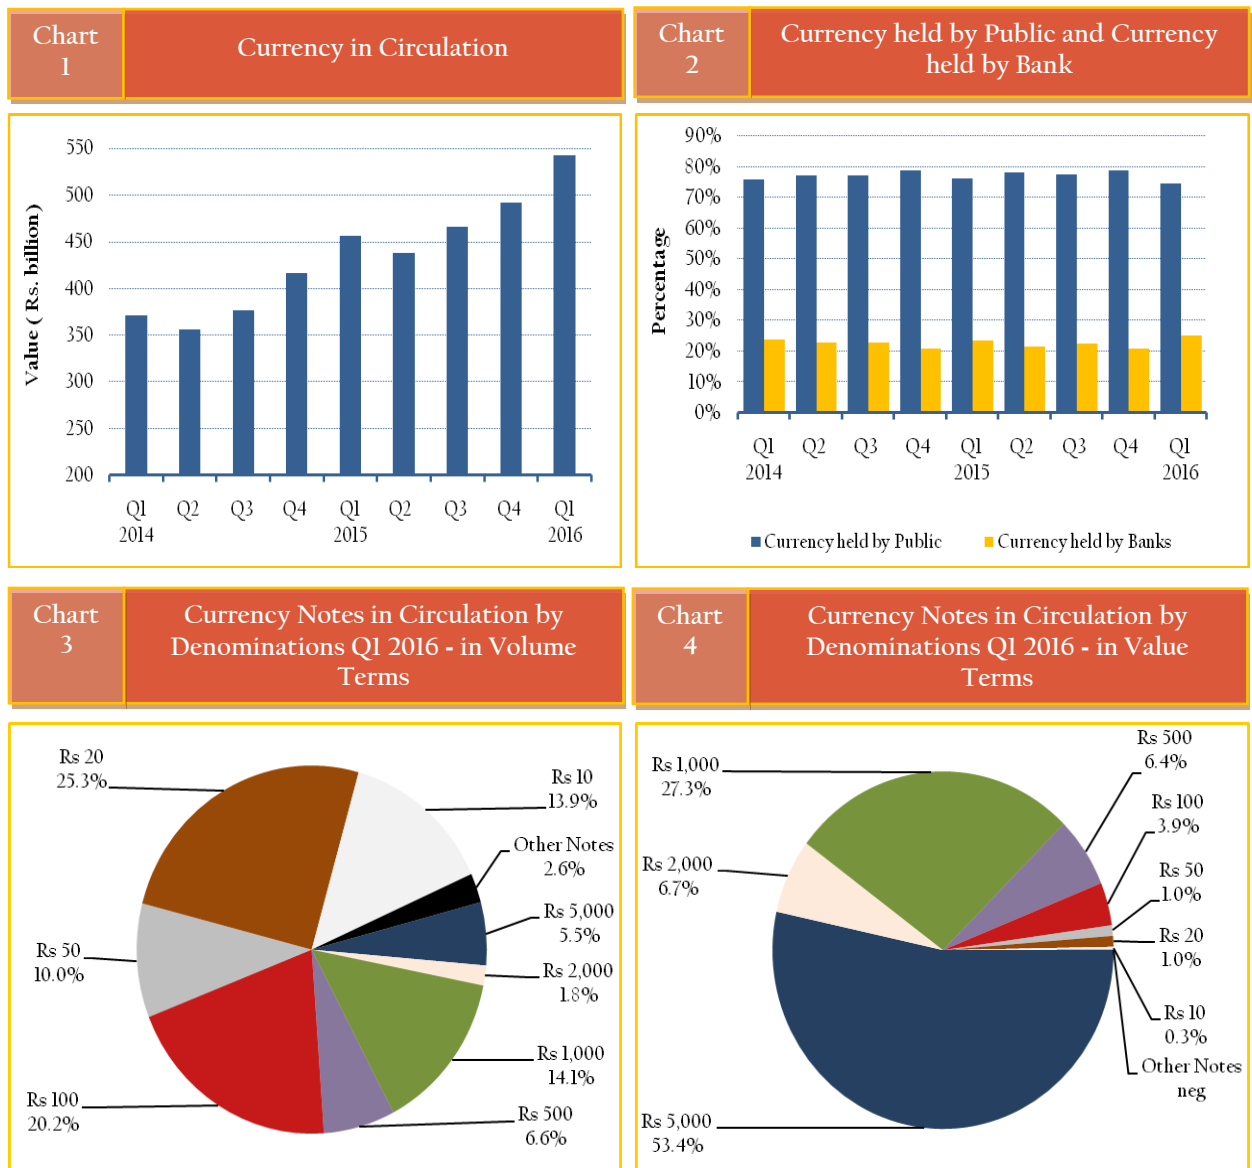 Chart
1
Currency in Circulation
Chart
2
Currency held by Public and Currency
held by Bank
Value ( Rs. billion )
550
500
450
400
350
300
250
200
Q1
2014
Q2
Q3
Q4
Q1
2015
Q2
Q3
Q4
Q1
2016
Percentage
90%
80%
70%
60%
50%
40%
30%
20%
10%
0%
Q1
2014
Q2
Q3
Q4
Q1
2015
Q2
Q3
Q4
Q1
2016
Currency held by Public
Currency held by Banks
Chart
3
Currency Notes in Circulation by
Denominations Q1 2016 - in Volume
Terms
Chart
4
Currency Notes in Circulation by
Denominations Q1 2016 - in Value
Terms
Rs 20
25.3%
Rs 10
13.9%
Other Notes
2.6%
Rs 5,000
5.5%
Rs 2,000
1.8%
Rs 1,000
14.1%
Rs 500
6.6%
Rs 100
20.2%
Rs 50
10.0%
Rs 1,000
27.3%
Rs 500
6.4%
Rs 100
3.9%
Rs 50
1.0%
Rs 20
1.0%
Rs 10
0.3%
Other Notes
neg
Rs 2,000
6.7%
Rs 5,000
53.4%